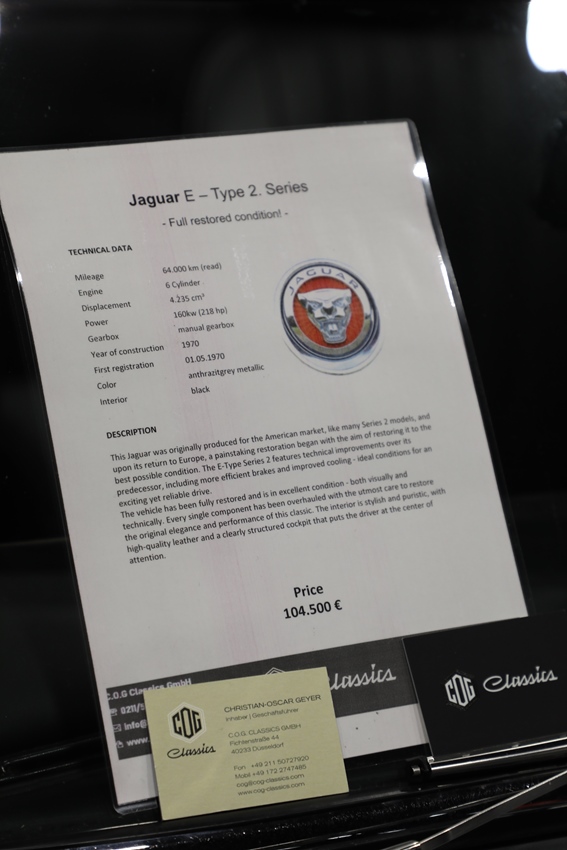 Jaguar E – Type 2. Series
- Full restored condition! -
TECHNICAL DATA
Mileage 64.000 km (read)
Engine 6 Cylinder
Displacement 4.235 cm³
Power 160kw (218 hp)
Gearbox manual gearbox
Year of construction 1970
First registration 01.05.1970
Color anthrazitgrey metallic
Interior black
JAGUAR
DESCRIPTION
This Jaguar was originally produced for the American market, like many Series 2 models, and
upon its return to Europe, a painstaking restoration began with the aim of restoring it to the
best possible condition. The E-Type Series 2 features technical improvements over its
predecessor, including more efficient brakes and improved cooling - ideal conditions for an
exciting yet reliable drive.
The vehicle has been fully restored and is in excellent condition - both visually and
technically. Every single component has been overhauled with the utmost care to restore
the original elegance and performance of this classic. The interior is stylish and puristic, with
high-quality leather and a clearly structured cockpit that puts the driver at the center of
attention.
Price
104.500 €
C.O.G Classics GmbH
0211/5
info@
www.
Classics
COG
Classics
CHRISTIAN-OSCAR GEYER
Inhaber | Geschäftsführer
C.O.G. CLASSICS GMBH
Fichtenstraße 44
40233 Düsseldorf
Fon +49 211 50727920
Mobil +49 172 2747485
cog@cog-classics.com
www.cog-classics.com
COG Classics